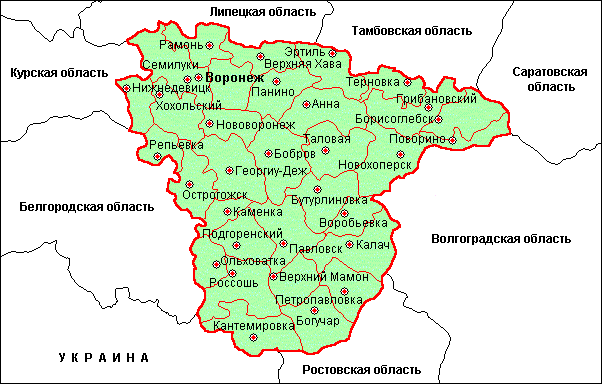 Липецкая область
Тамбовская область
Курская область
Саратовская
область
Рамонь
Эртиль
Семилуки
Верхняя Хава
Воронеж
Терновка
Нижнедевицк
Панино
Хохольский
Анна
Грибановский
Борисоглебск
Нововоронеж
Поворино
Репьевка
Таловая
Бобров
Новохоперск
Георгиу-Деж
Острогожск
Бутурлиновка
Белгородская область
Каменка
Воробьевка
Подгоренский
Павловск
Калач
Волгоградская область
Ольховатка
Россошь
Верхний Мамон
Петропавловка
Богучар
Кантемировка
УКРАИНА
Ростовская область